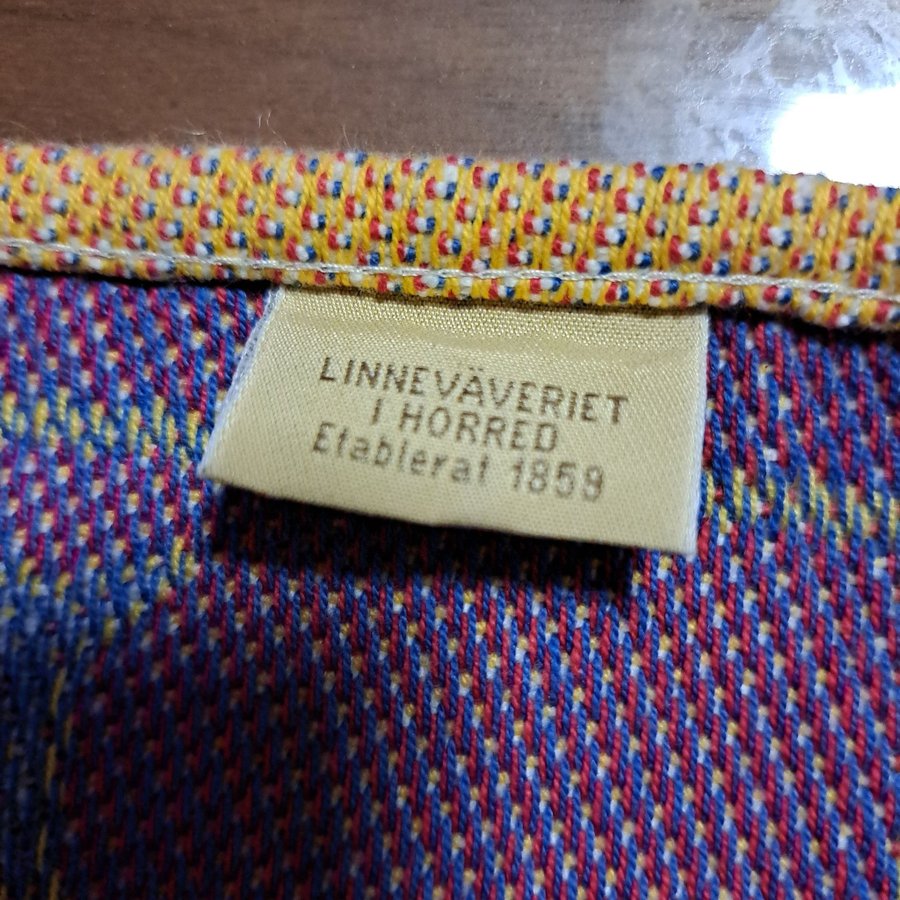 LINNEVÄVERIET
I HORRED
Etablerat 1859